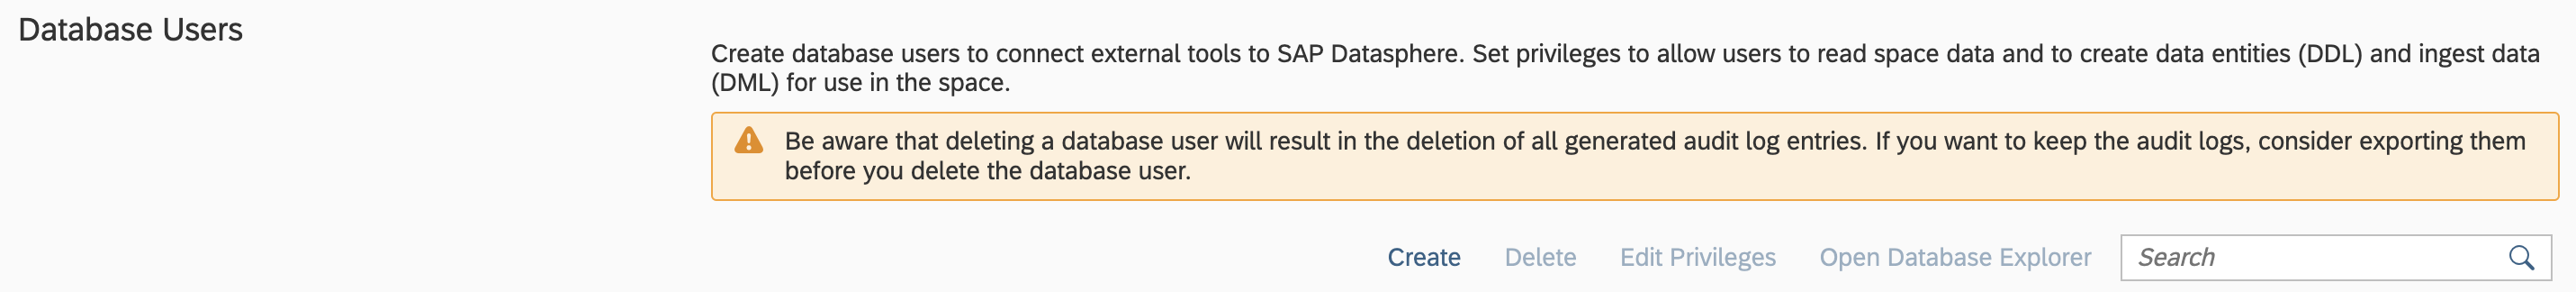 Database Users
Create database users to connect external tools to SAP Datasphere. Set privileges to allow users to read space data and to create data entities (DDL) and ingest data
(DML) for use in the space.
Be aware that deleting a database user will result in the deletion of all generated audit log entries. If you want to keep the audit logs, consider exporting them
before you delete the database user.
Create Delete Edit Privileges Open Database Explorer Search